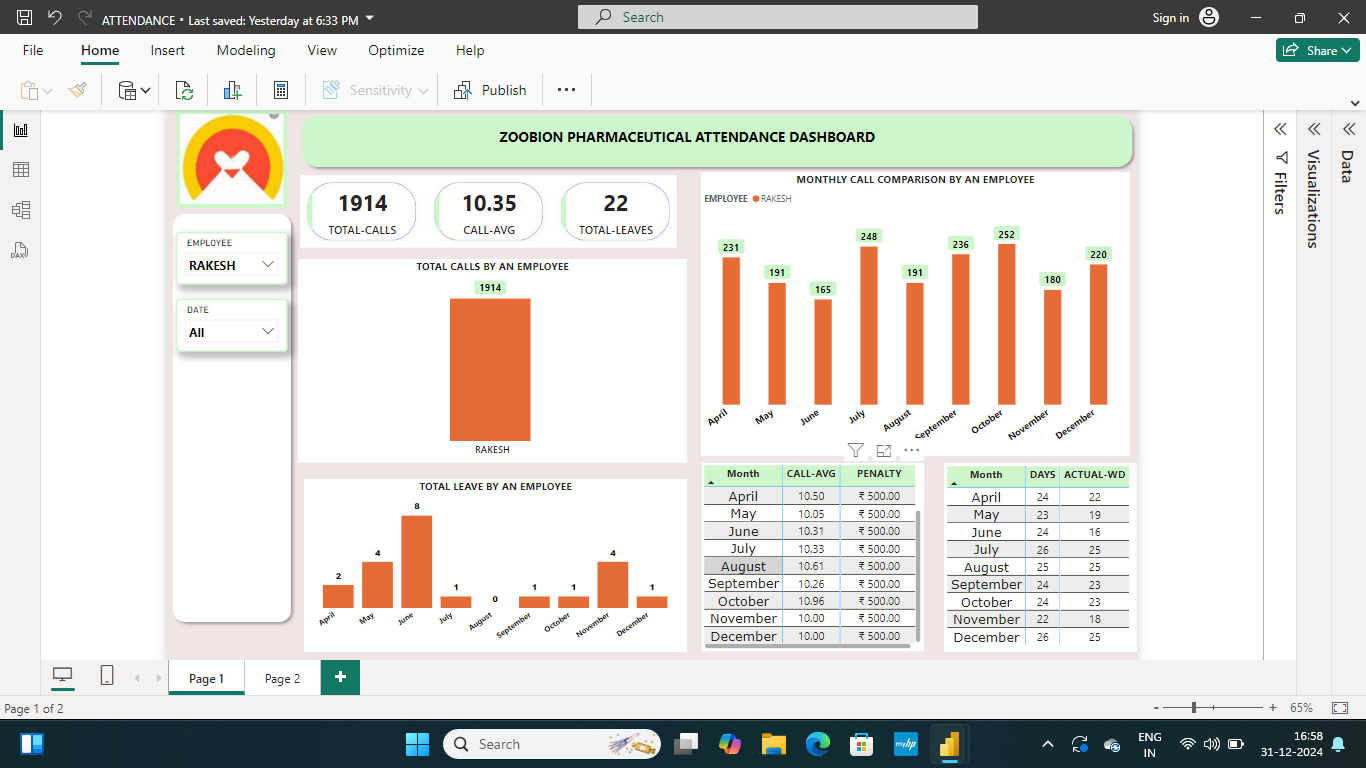 ATTENDANCE • Last saved: Yesterday at 6:33 PM
Search
Sign in
File Home Insert Modeling View Optimize Help
Share
Sensitivity
Publish
ZOOBION PHARMACEUTICAL ATTENDANCE DASHBOARD
EMPLOYEE
RAKESH
DATE
All
1914
TOTAL-CALLS
10.35
CALL-AVG
22
TOTAL-LEAVES
TOTAL CALLS BY AN EMPLOYEE
1914
RAKESH
MONTHLY CALL COMPARISON BY AN EMPLOYEE
EMPLOYEE RAKESH
231 191 165 248 191 236 252 180 220
April May June July August September October November December
TOTAL LEAVE BY AN EMPLOYEE
2 4 8 1 0 1 1 4 1
April May June July August September October November December
Month CALL-AVG PENALTY
April 10.50 ₹ 500.00
May 10.05 ₹ 500.00
June 10.31 ₹ 500.00
July 10.33 ₹ 500.00
August 10.61 ₹ 500.00
September 10.26 ₹ 500.00
October 10.96 ₹ 500.00
November 10.00 ₹ 500.00
December 10.00 ₹ 500.00
Month DAYS ACTUAL-WD
April 24 22
May 23 19
June 24 16
July 26 25
August 25 25
September 24 23
October 24 23
November 22 18
December 26 25
Filters
Visualizations
Data
DAX
Page 1
Page 2
+
Page 1 of 2
- + 65%
Search
myhp
ENG
IN
16:58
31-12-2024